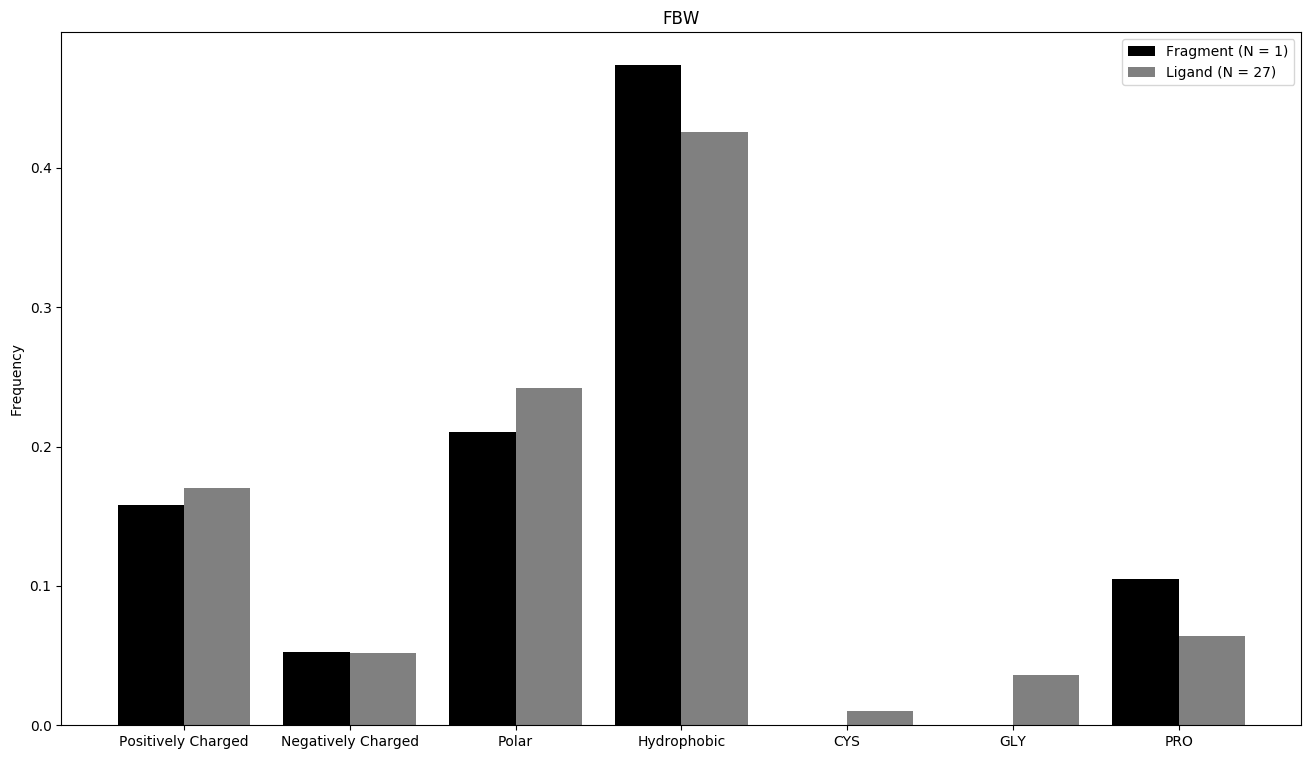 FBW
Fragment (N = 1)
Ligand (N = 27)
Frequency
0.4
0.3
0.2
0.1
0.0
Positively Charged
Negatively Charged
Polar
Hydrophobic
CYS
GLY
PRO